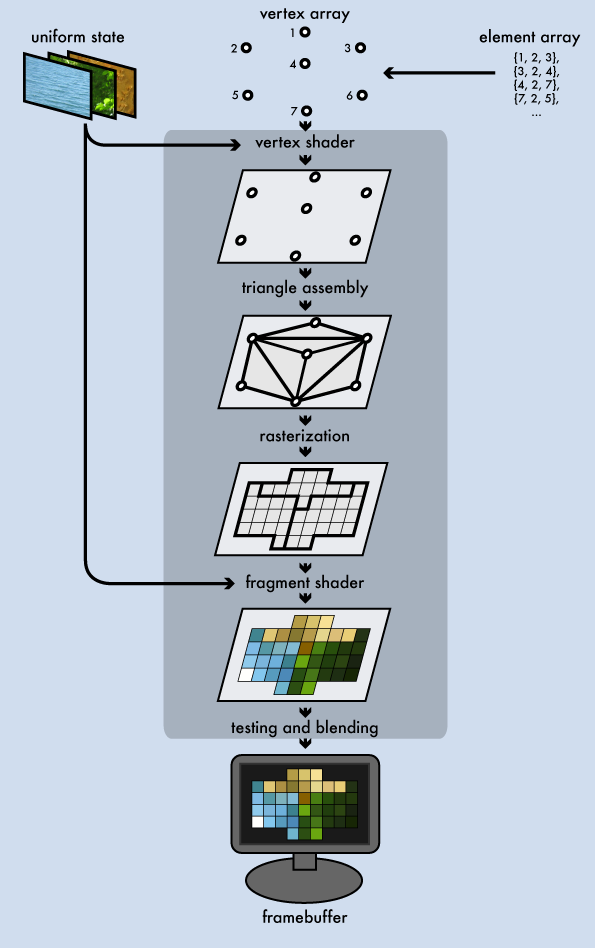 vertex array
uniform state
element array
1
2
3
4
5
6
7
{1, 2, 3},
{3, 2, 4},
{4, 2, 7},
{7, 2, 5},
...
vertex shader
triangle assembly
rasterization
fragment shader
testing and blending
framebuffer